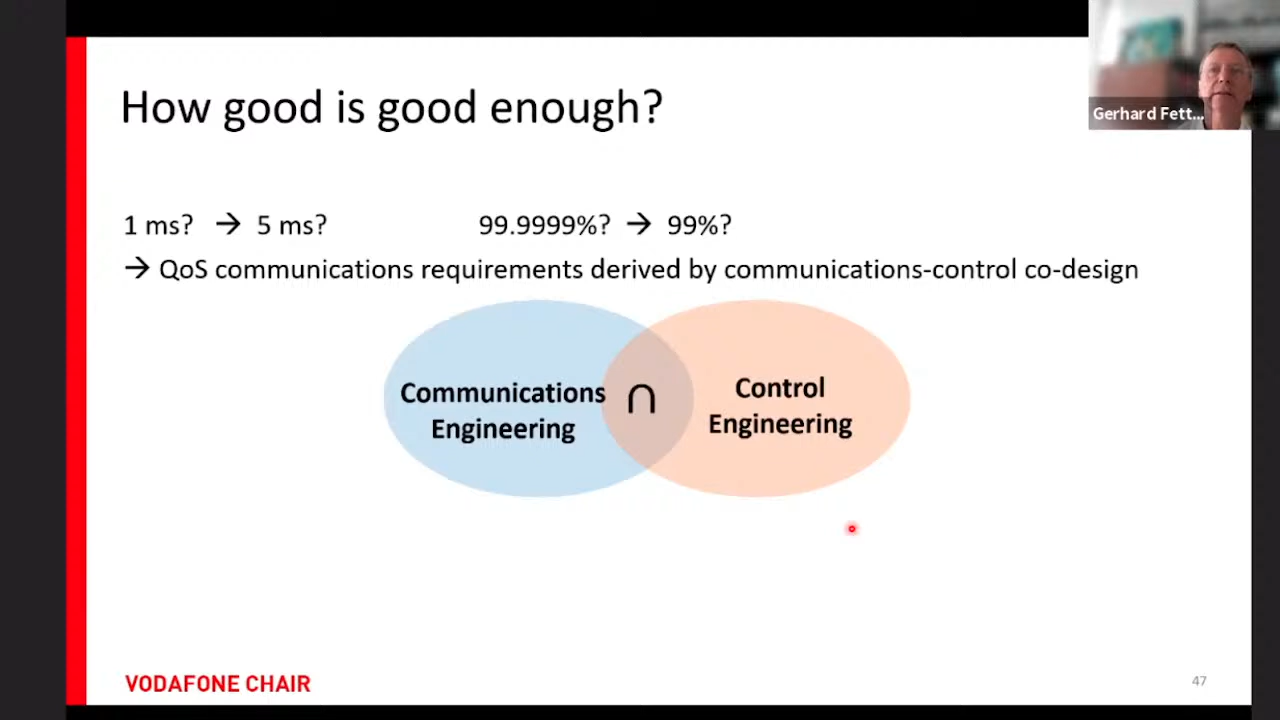 How good is good enough?
Gerhard Fett...
1 ms? → 5 ms? 99.9999%? → 99%?
→ QoS communications requirements derived by communications-control co-design
Communications
Engineering
∩
Control
Engineering
VODAFONE CHAIR
47